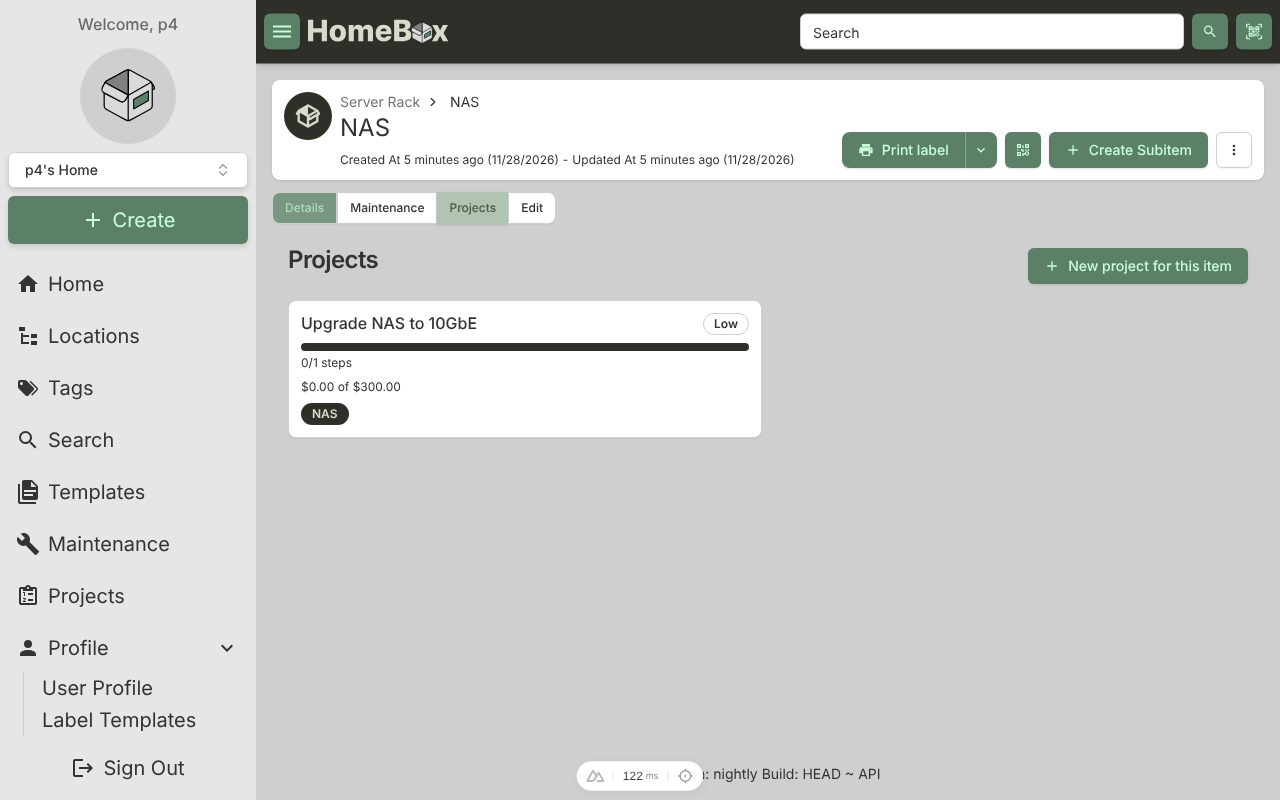 Welcome, p4
p4's Home
Create
Home
Locations
Tags
Search
Templates
Maintenance
Projects
Profile
User Profile
Label Templates
Sign Out
HomeBox
Search
Server Rack NAS
NAS
Created At 5 minutes ago (11/28/2026) - Updated At 5 minutes ago (11/28/2026)
Print label
Create Subitem
Details Maintenance Projects Edit
Projects
New project for this item
Upgrade NAS to 10GbE
Low
0/1 steps
$0.00 of $300.00
NAS
122 ms
nightly Build: HEAD ~ API